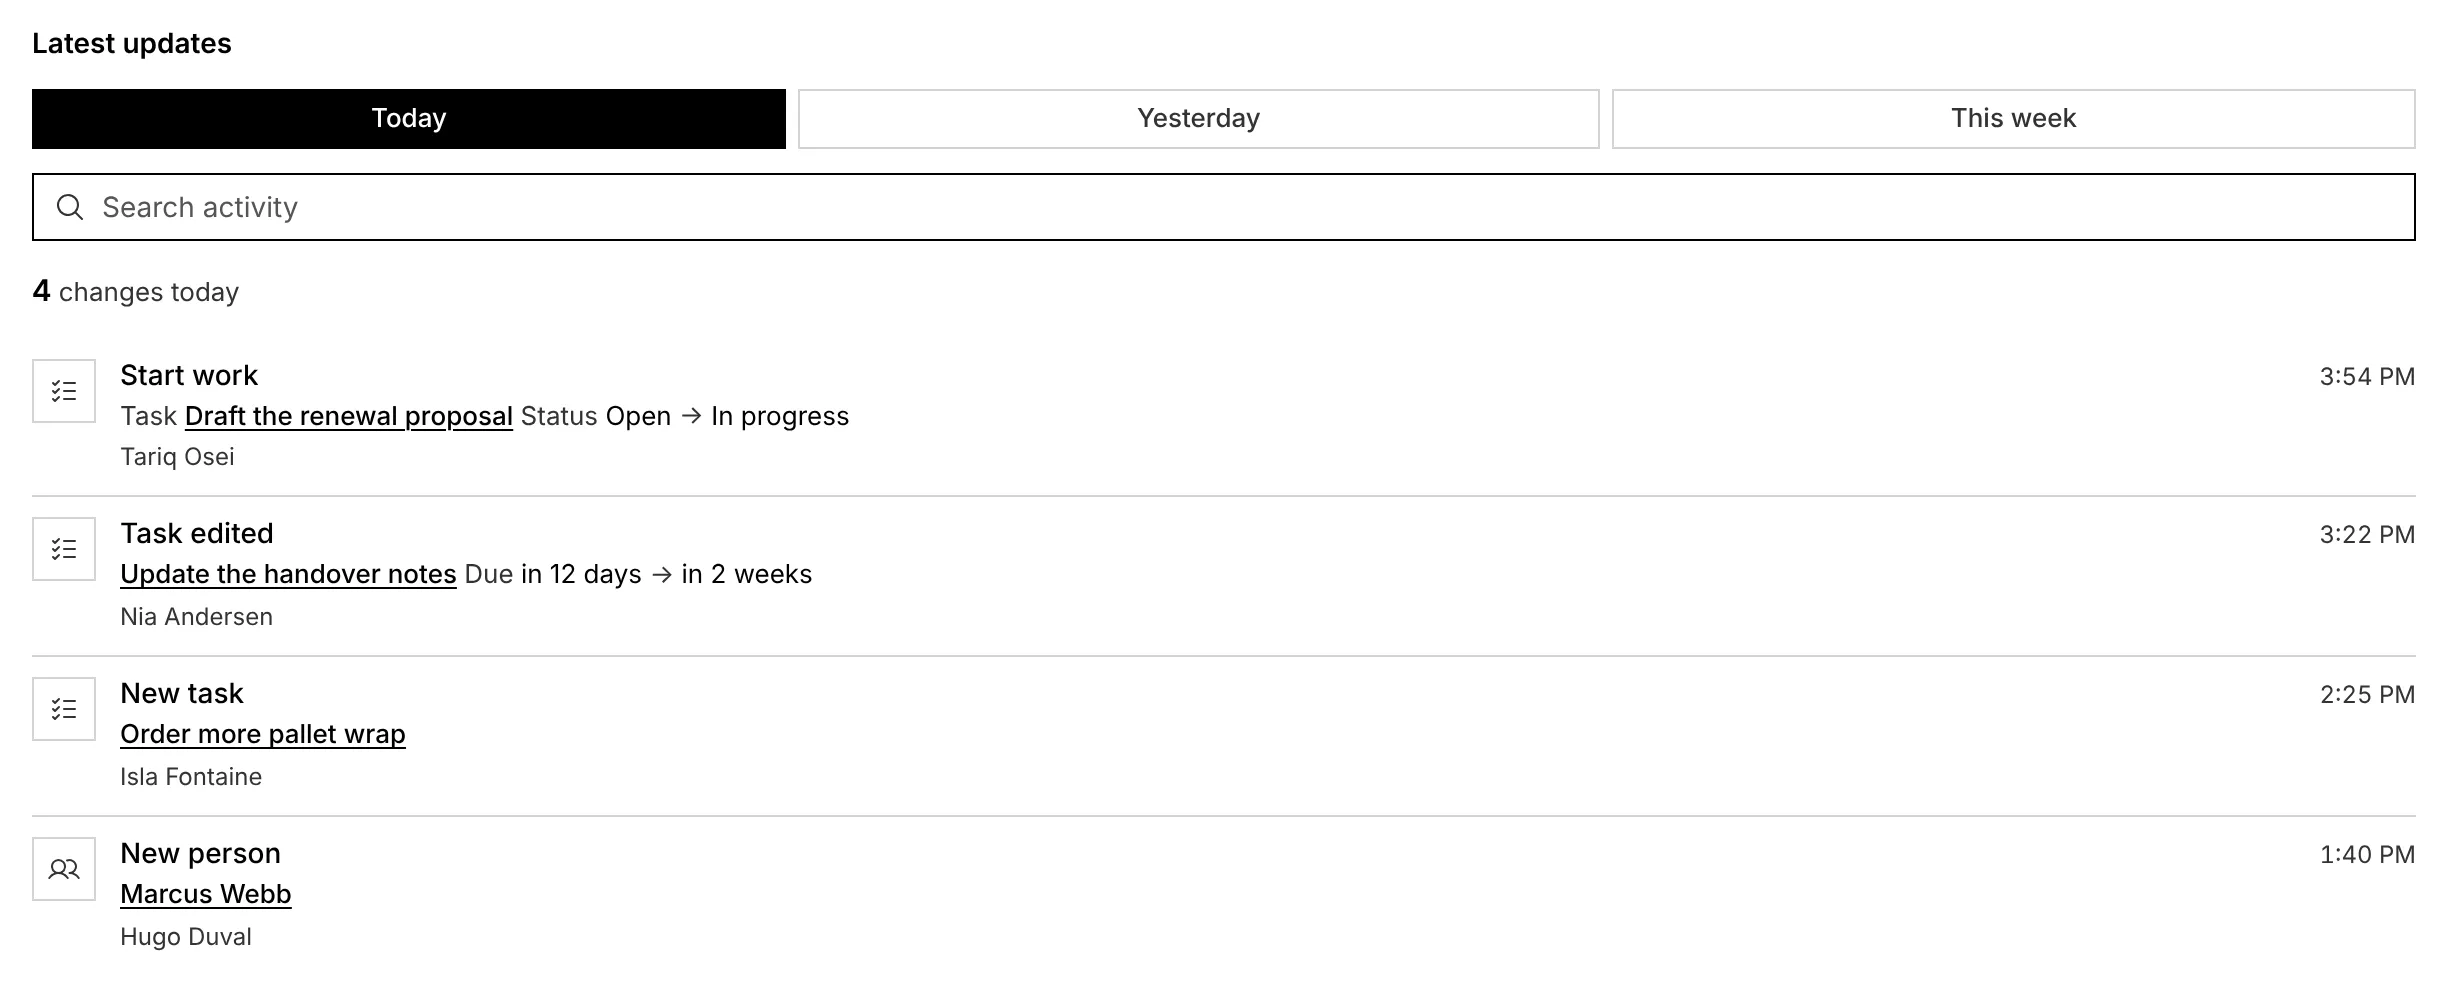 Latest updates
Today Yesterday This week
Search activity
4 changes today
Start work 3:54 PM
Task Draft the renewal proposal Status Open → In progress
Tariq Osei
Task edited 3:22 PM
Update the handover notes Due in 12 days → in 2 weeks
Nia Andersen
New task 2:25 PM
Order more pallet wrap
Isla Fontaine
New person 1:40 PM
Marcus Webb
Hugo Duval